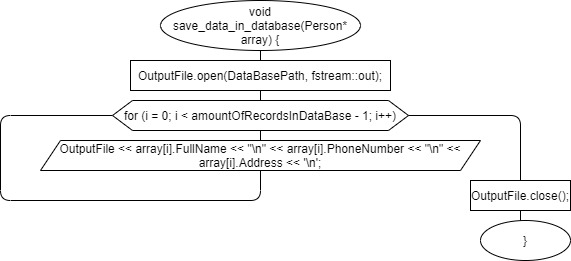 void
save_data_in_database(Person*
array) {
OutputFile.open(DataBasePath, fstream::out);
for (i = 0; i < amountOfRecordsInDataBase - 1; i++)
OutputFile << array[i].FullName << "\n" << array[i].PhoneNumber << "\n" <<
array[i].Address << '\n';
OutputFile.close();
}